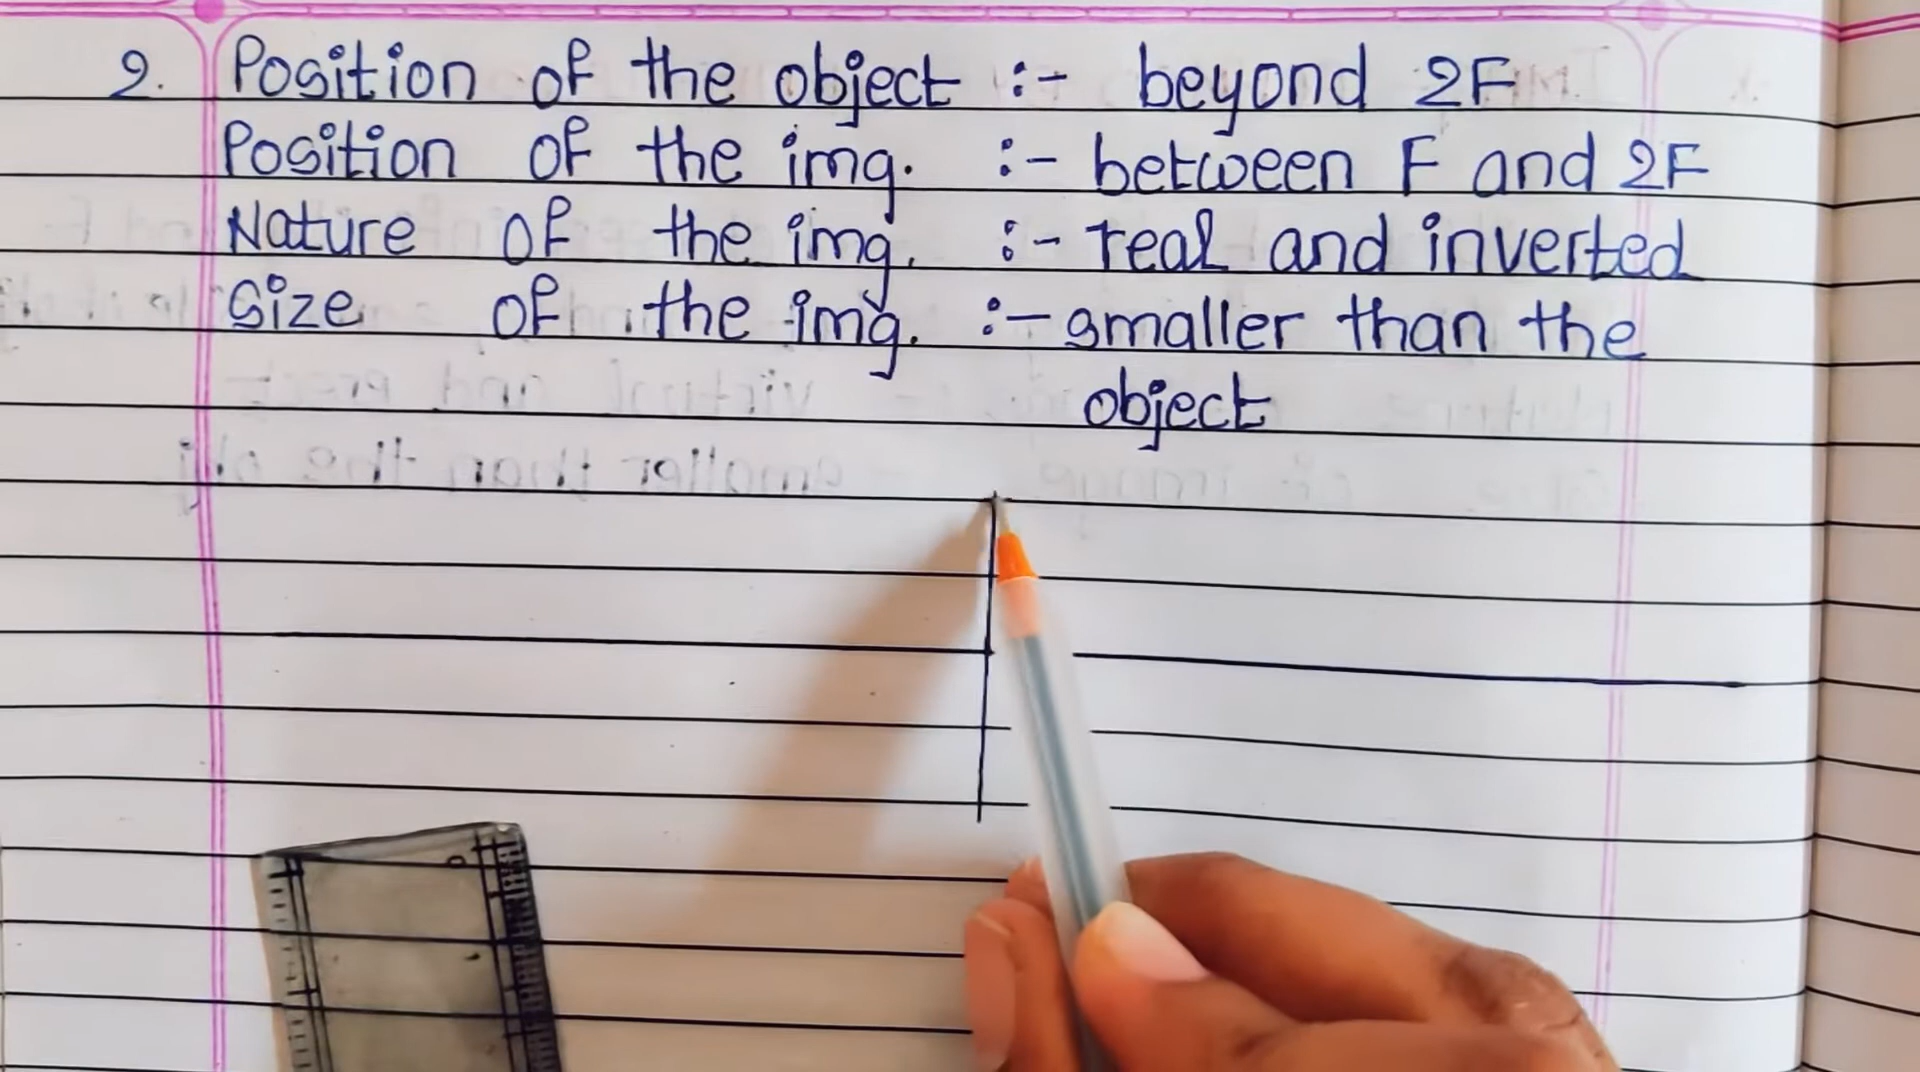 2. Position of the object :- beyond 2F
Position of the img. :- between F and 2F
Nature of the img. :- real and inverted
Size of the img. :- smaller than the
object